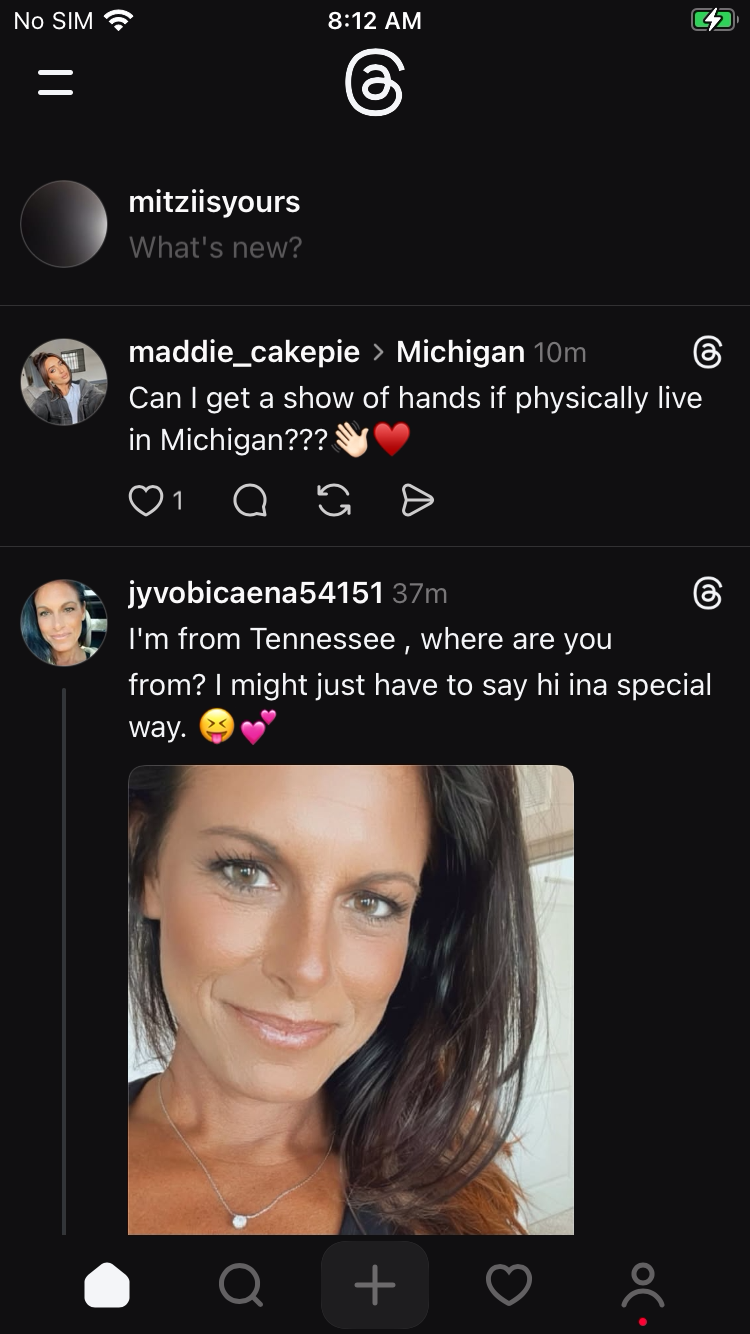 No SIM 8:12 AM
mitziisyours
What's new?
maddie_cakepie > Michigan 10m
Can I get a show of hands if physically live
in Michigan???👋🏻♥️
1
jyvobicaena54151 37m
I'm from Tennessee , where are you
from? I might just have to say hi ina special
way. 😝💕